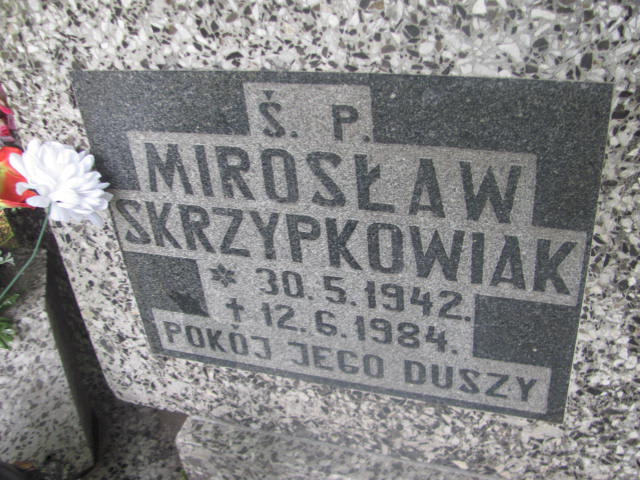 Ś. P.
MIROSŁAW
SKRZYPKOWIAK
* 30.5.1942.
✝ 12.6.1984.
POKÓJ JEGO DUSZY